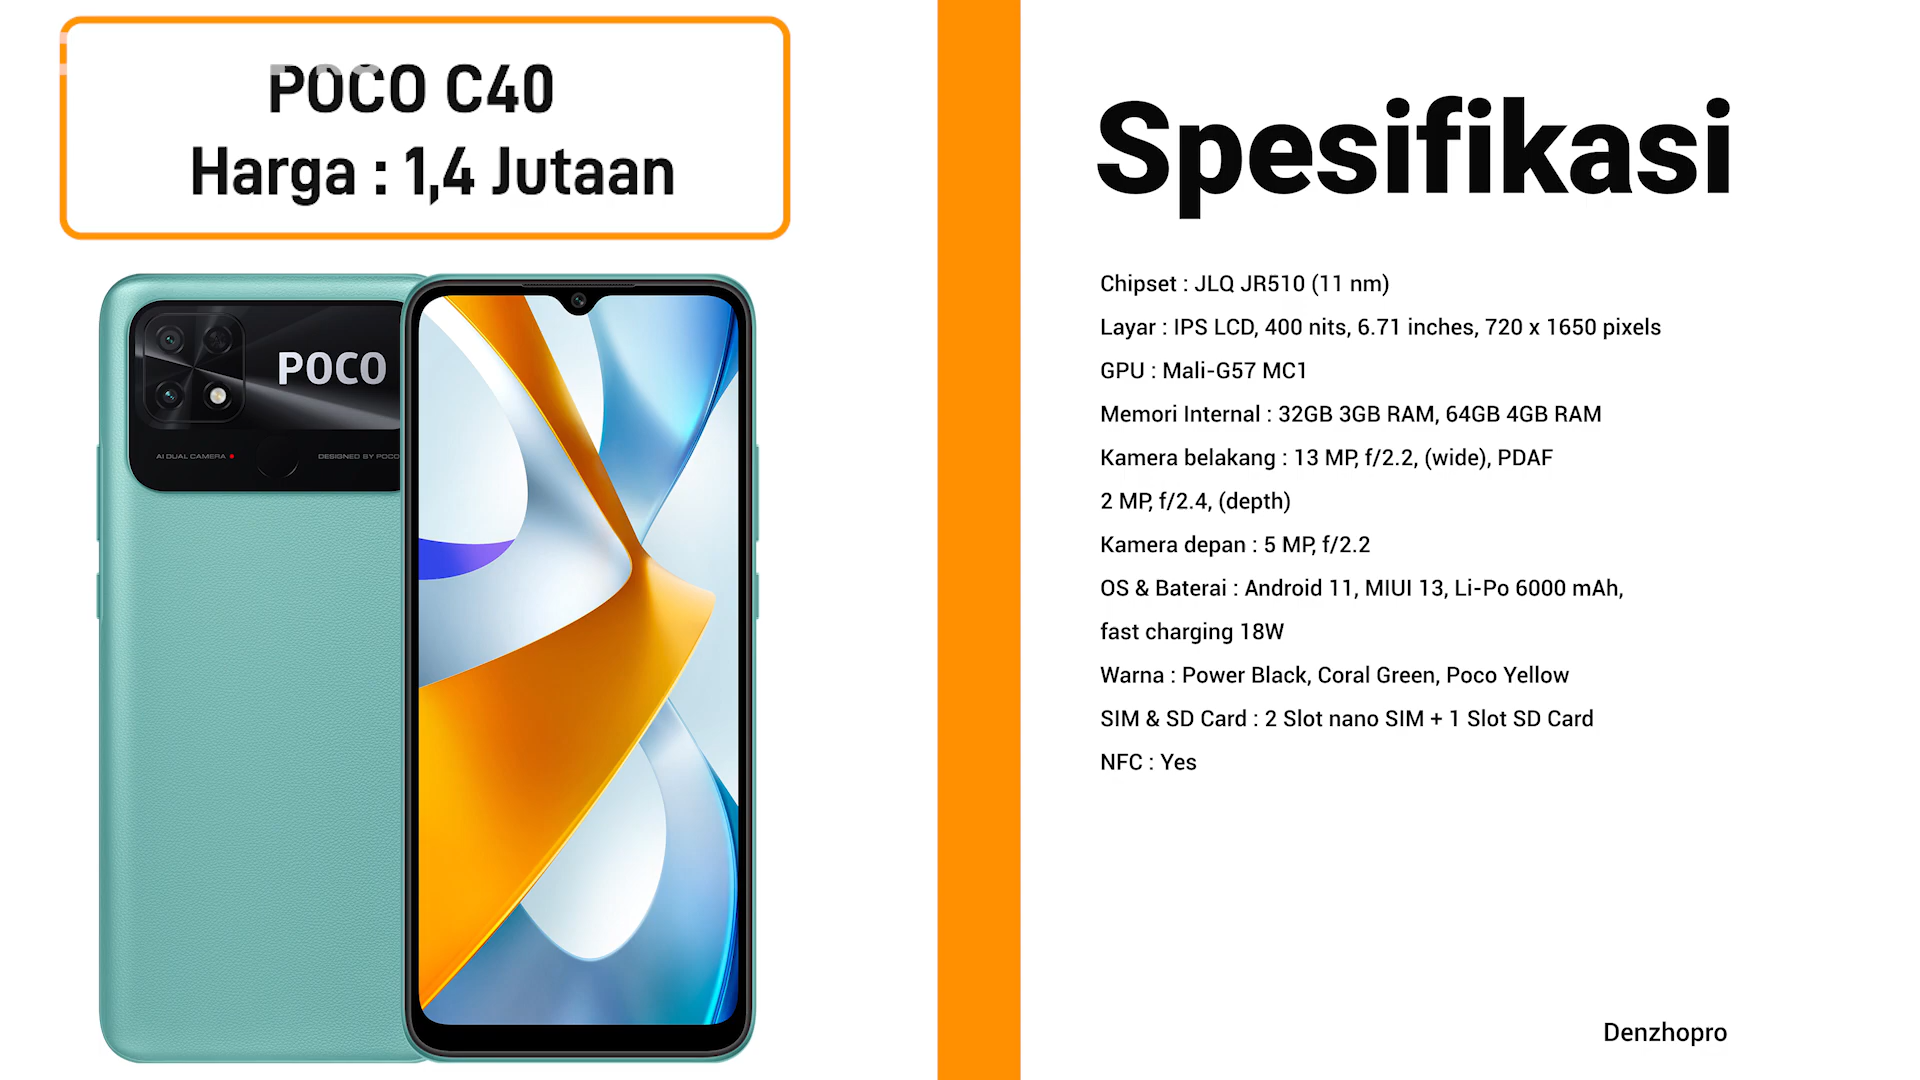 POCO C40
Harga : 1,4 Jutaan
POCO
AI DUAL CAMERA
DESIGNED BY POCO
Spesifikasi
Chipset : JLQ JR510 (11 nm)
Layar : IPS LCD, 400 nits, 6.71 inches, 720 x 1650 pixels
GPU : Mali-G57 MC1
Memori Internal : 32GB 3GB RAM, 64GB 4GB RAM
Kamera belakang : 13 MP, f/2.2, (wide), PDAF
2 MP, f/2.4, (depth)
Kamera depan : 5 MP, f/2.2
OS & Baterai : Android 11, MIUI 13, Li-Po 6000 mAh,
fast charging 18W
Warna : Power Black, Coral Green, Poco Yellow
SIM & SD Card : 2 Slot nano SIM + 1 Slot SD Card
NFC : Yes
Denzhopro